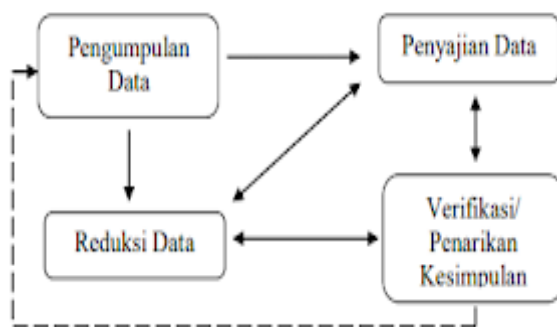 Pengumpulan
Data
Penyajian Data
Reduksi Data
Verifikasi/
Penarikan
Kesimpulan